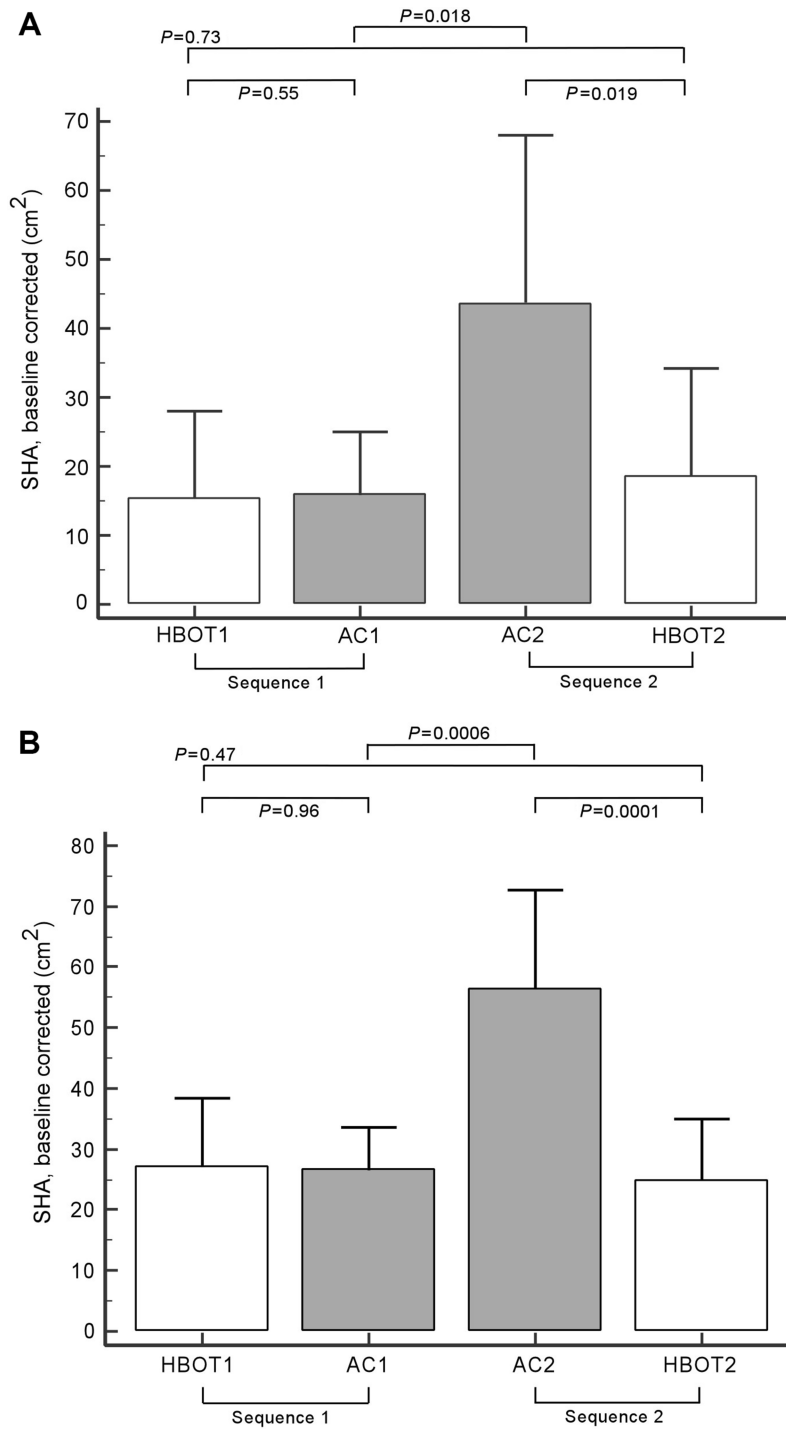 A
P=0.018
P=0.73
P=0.55
P=0.019
SHA, baseline corrected (cm2)
70
60
50
40
30
20
10
0
HBOT1
AC1
AC2
HBOT2
Sequence 1
Sequence 2
B
P=0.0006
P=0.47
P=0.96
P=0.0001
SHA, baseline corrected (cm2)
80
70
60
50
40
30
20
10
0
HBOT1
AC1
AC2
HBOT2
Sequence 1
Sequence 2